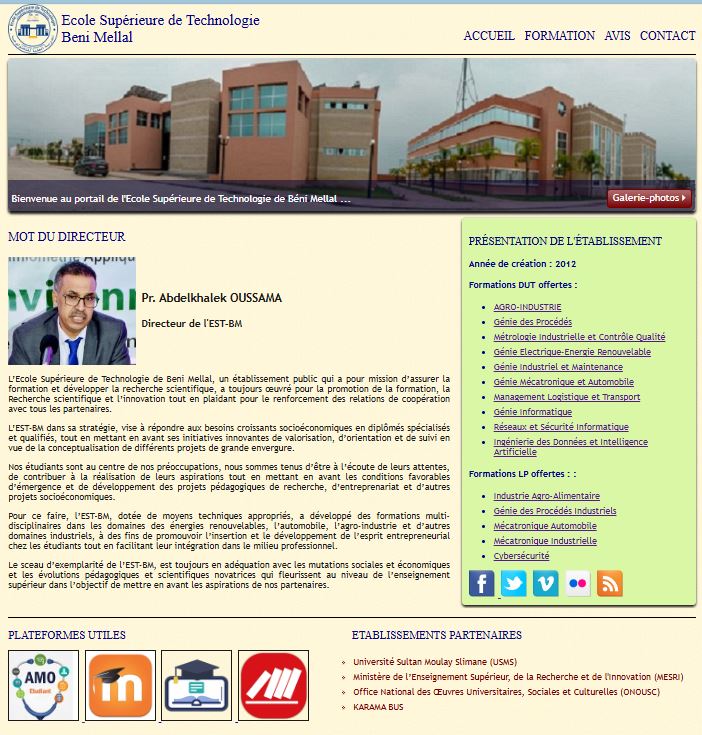 Ecole Supérieure de Technologie
Beni Mellal
ACCUEIL FORMATION AVIS CONTACT
Bienvenue au portail de l'Ecole Supérieure de Technologie de Béni Mellal ...
Galerie-photos
MOT DU DIRECTEUR
Pr. Abdelkhalek OUSSAMA
Directeur de l'EST-BM
L'Ecole Supérieure de Technologie de Beni Mellal, un établissement public qui a pour mission d'assurer la
formation et développer la recherche scientifique, a toujours œuvré pour la promotion de la formation, la
Recherche scientifique et l'innovation tout en plaidant pour le renforcement des relations de coopération
avec tous les partenaires.
L'EST-BM dans sa stratégie, vise à répondre aux besoins croissants socioéconomiques en diplômés spécialisés
et qualifiés, tout en mettant en avant ses initiatives innovantes de valorisation, d'orientation et de suivi en
vue de la conceptualisation de différents projets de grande envergure.
Nos étudiants sont au centre de nos préoccupations, nous sommes tenus d'être à l'écoute de leurs attentes,
de contribuer à la réalisation de leurs aspirations tout en mettant en avant les conditions favorables
d'émergence et de développement des projets pédagogiques de recherche, d'entreprenariat et d'autres
projets socioéconomiques.
Pour ce faire, l'EST-BM, dotée de moyens techniques appropriés, a développé des formations multi-
disciplinaires dans les domaines des énergies renouvelables, l'automobile, l'agro-industrie et d'autres
domaines industriels, à des fins de promouvoir l'insertion et le développement de l'esprit entrepreneurial
chez les étudiants tout en facilitant leur intégration dans le milieu professionnel.
Le sceau d'exemplarité de l'EST-BM, est toujours en adéquation avec les mutations sociales et économiques
et les évolutions pédagogiques et scientifiques novatrices qui fleurissent au niveau de l'enseignement
supérieur dans l'objectif de mettre en avant les aspirations de nos partenaires.
PRÉSENTATION DE L'ÉTABLISSEMENT
Année de création : 2012
Formations DUT offertes :
AGRO-INDUSTRIE
Génie des Procédés
Métrologie Industrielle et Contrôle Qualité
Génie Electrique-Energie Renouvelable
Génie Industriel et Maintenance
Génie Mécatronique et Automobile
Management Logistique et Transport
Génie Informatique
Réseaux et Sécurité Informatique
Ingénierie des Données et Intelligence
Artificielle
Formations LP offertes : :
Industrie Agro-Alimentaire
Génie des Procédés Industriels
Mécatronique Automobile
Mécatronique Industrielle
Cybersécurité
PLATEFORMES UTILES
AMO
Etudiant
ETABLISSEMENTS PARTENAIRES
Université Sultan Moulay Slimane (USMS)
Ministère de l'Enseignement Supérieur, de la Recherche et de l'Innovation (MESRI)
Office National des Œuvres Universitaires, Sociales et Culturelles (ONOUSC)
KARAMA BUS